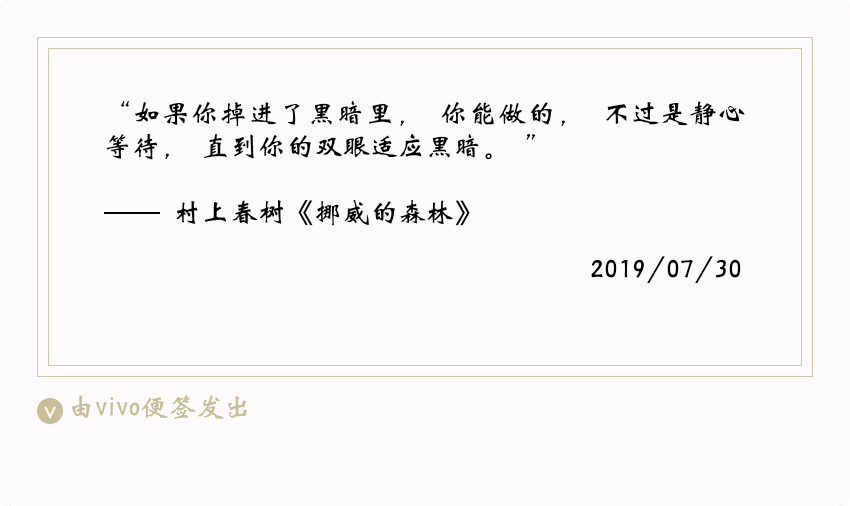 “如果你掉进了黑暗里， 你能做的， 不过是静心
等待， 直到你的双眼适应黑暗。”
—— 村上春树《挪威的森林》
2019/07/30
由vivo便签发出